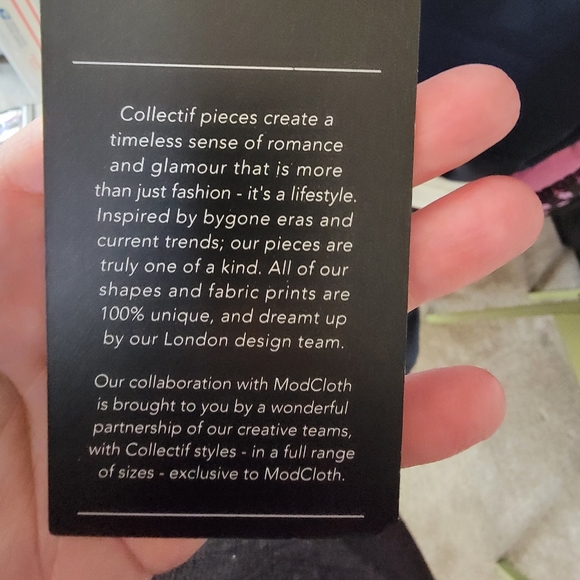 Collectif pieces create a
timeless sense of romance
and glamour that is more
than just fashion - it's a lifestyle.
Inspired by bygone eras and
current trends; our pieces are
truly one of a kind. All of our
shapes and fabric prints are
100% unique, and dreamt up
by our London design team.
Our collaboration with ModCloth
is brought to you by a wonderful
partnership of our creative teams,
with Collectif styles - in a full range
of sizes - exclusive to ModCloth.